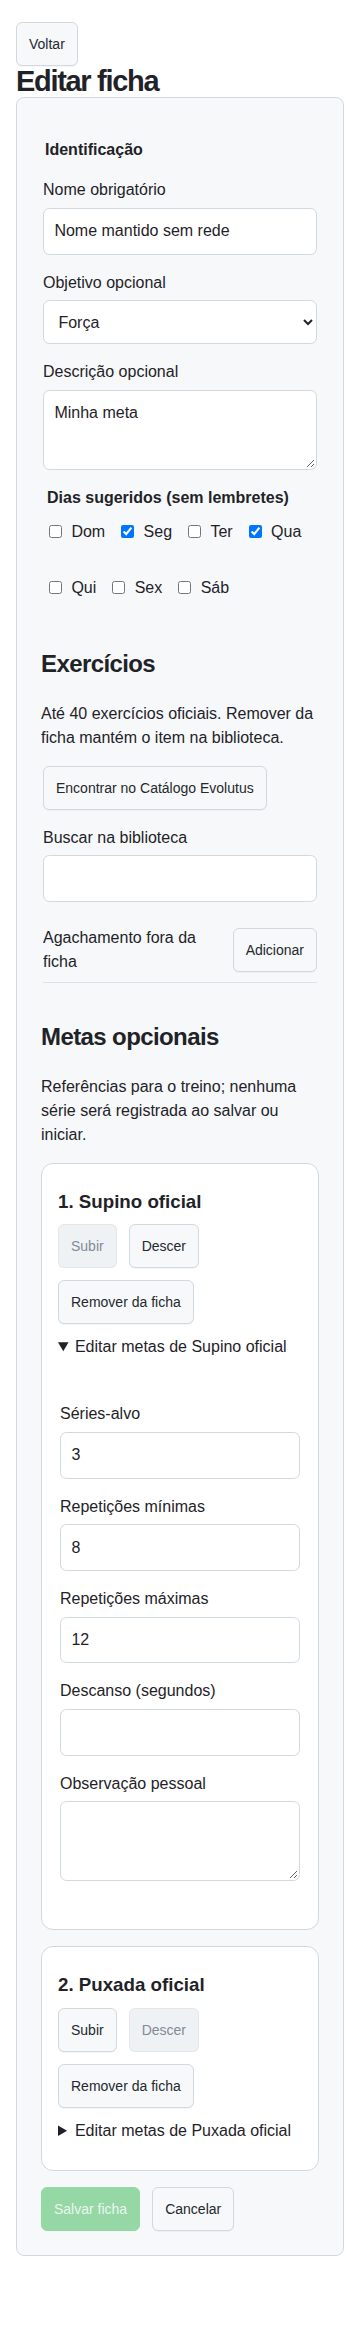 Voltar
Editar ficha
Identificação
Nome obrigatório
Nome mantido sem rede
Objetivo opcional
Força
Descrição opcional
Minha meta
Dias sugeridos (sem lembretes)
Dom Seg Ter Qua
Qui Sex Sáb
Exercícios
Até 40 exercícios oficiais. Remover da
ficha mantém o item na biblioteca.
Encontrar no Catálogo Evolutus
Buscar na biblioteca
Agachamento fora da
ficha
Adicionar
Metas opcionais
Referências para o treino; nenhuma
série será registrada ao salvar ou
iniciar.
1. Supino oficial
Subir Descer
Remover da ficha
Editar metas de Supino oficial
Séries-alvo
3
Repetições mínimas
8
Repetições máximas
12
Descanso (segundos)
Observação pessoal
2. Puxada oficial
Subir Descer
Remover da ficha
Editar metas de Puxada oficial
Salvar ficha Cancelar